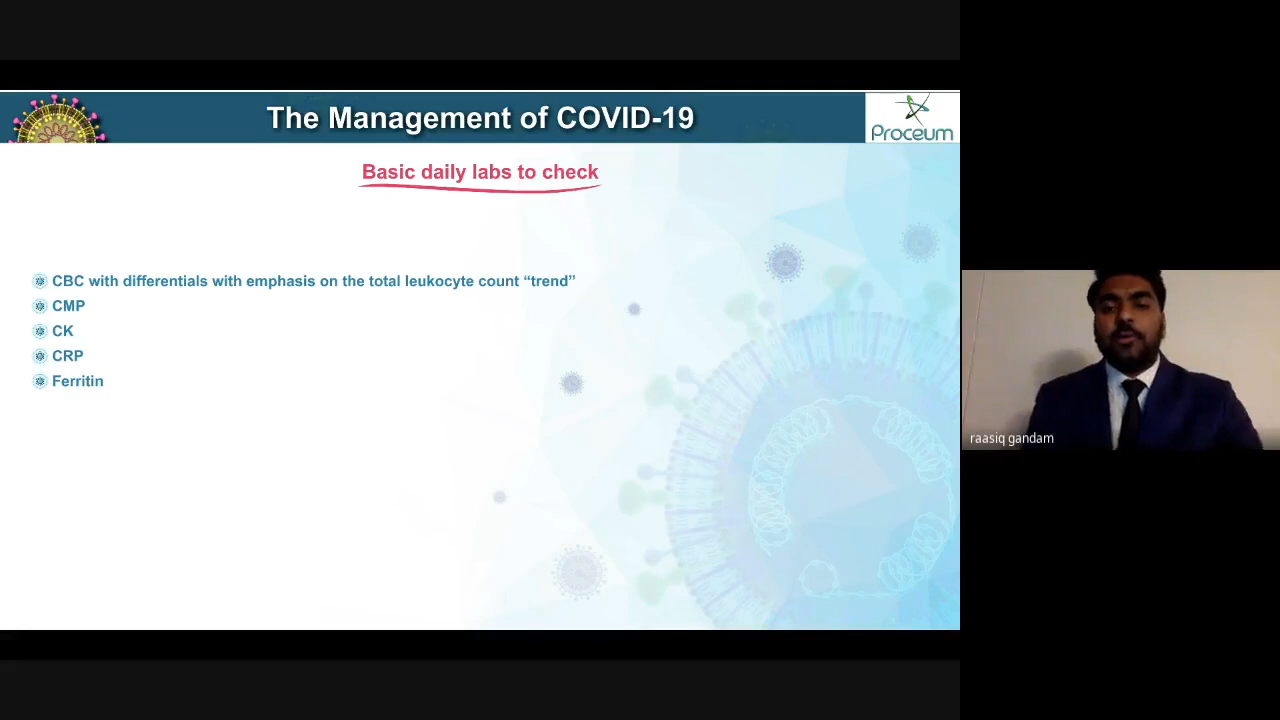 The Management of COVID-19
Proceum
Basic daily labs to check
CBC with differentials with emphasis on the total leukocyte count “trend”
CMP
CK
CRP
Ferritin
raasiq gandam